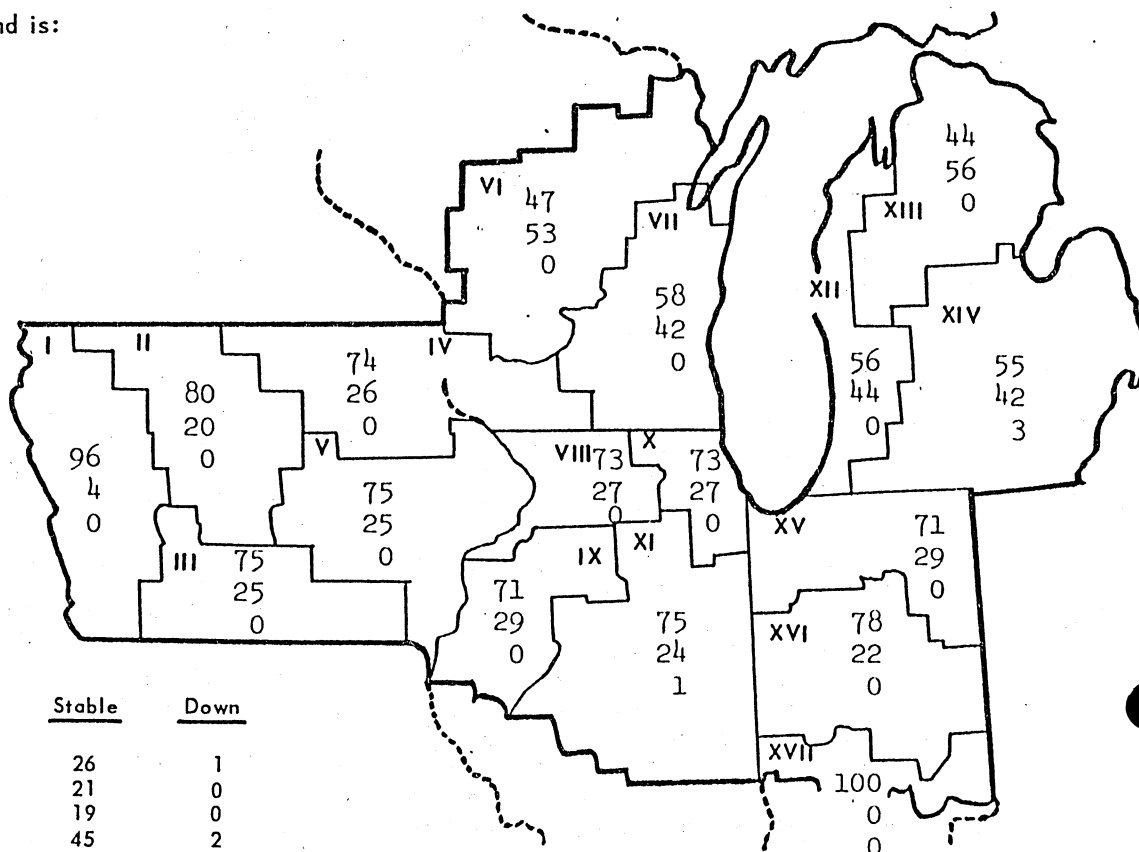 nd is:
VI
47
53
0
VII
58
42
0
44
56
0
XIII
XII
XIV
56
44
0
55
42
3
I
II
IV
80
20
0
74
26
0
96
4
0
V
75
25
0
III
75
25
0
VIII
73
27
0
X
73
27
0
IX
71
29
0
XI
75
24
1
XV
71
29
0
XVI
78
22
0
XVII
100
0
0
Stable Down
26 1
21 0
19 0
45 2